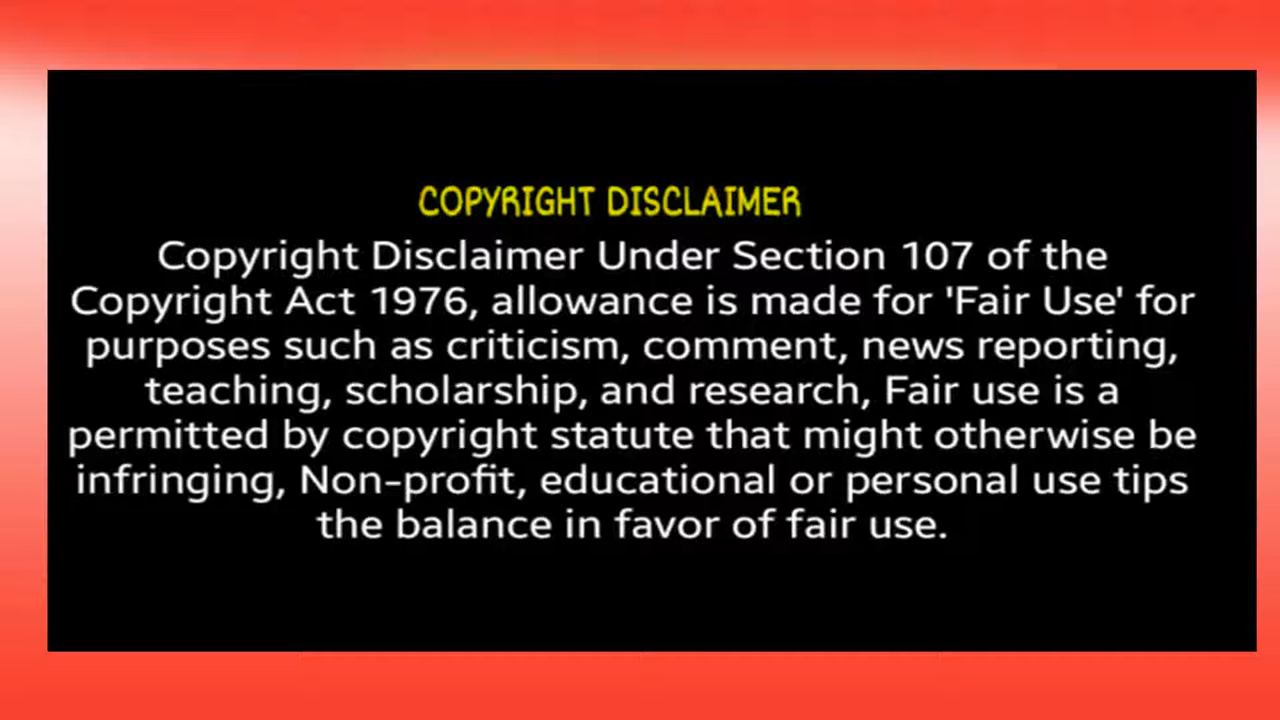 COPYRIGHT DISCLAIMER
Copyright Disclaimer Under Section 107 of the
Copyright Act 1976, allowance is made for 'Fair Use' for
purposes such as criticism, comment, news reporting,
teaching, scholarship, and research, Fair use is a
permitted by copyright statute that might otherwise be
infringing, Non-profit, educational or personal use tips
the balance in favor of fair use.